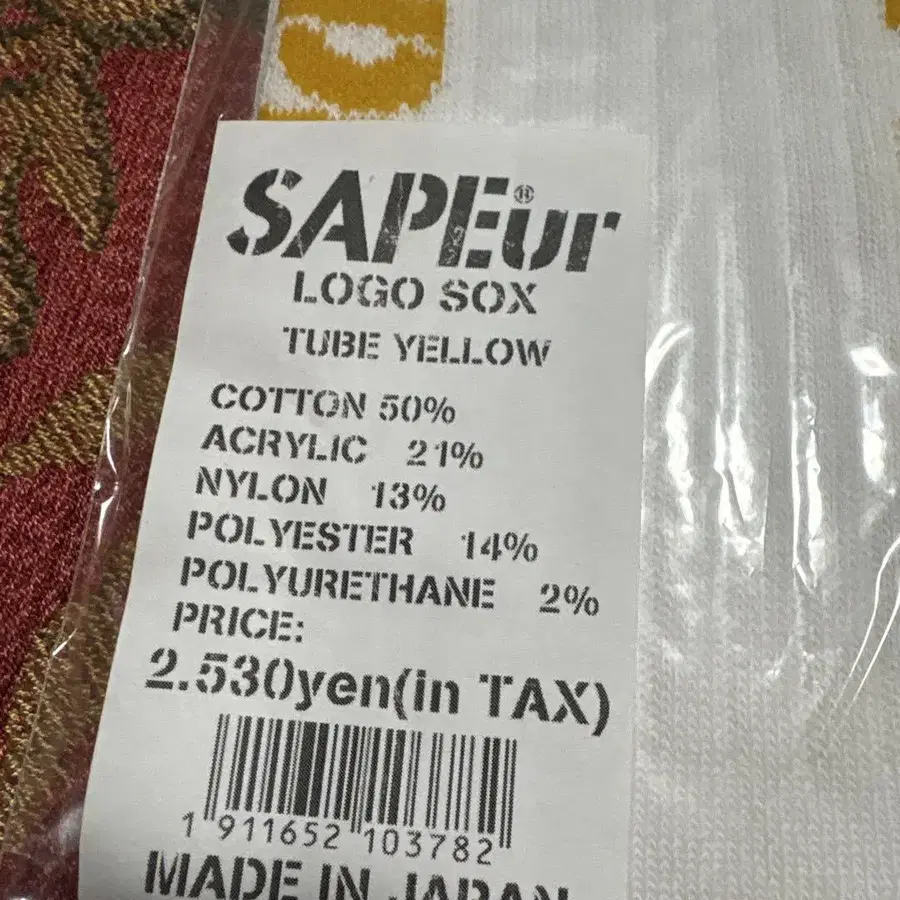 SAPEur®
LOGO SOX
TUBE YELLOW
COTTON 50%
ACRYLIC 21%
NYLON 13%
POLYESTER 14%
POLYURETHANE 2%
PRICE:
2.530yen(in TAX)
1 911652 103782
MADE IN JAPAN